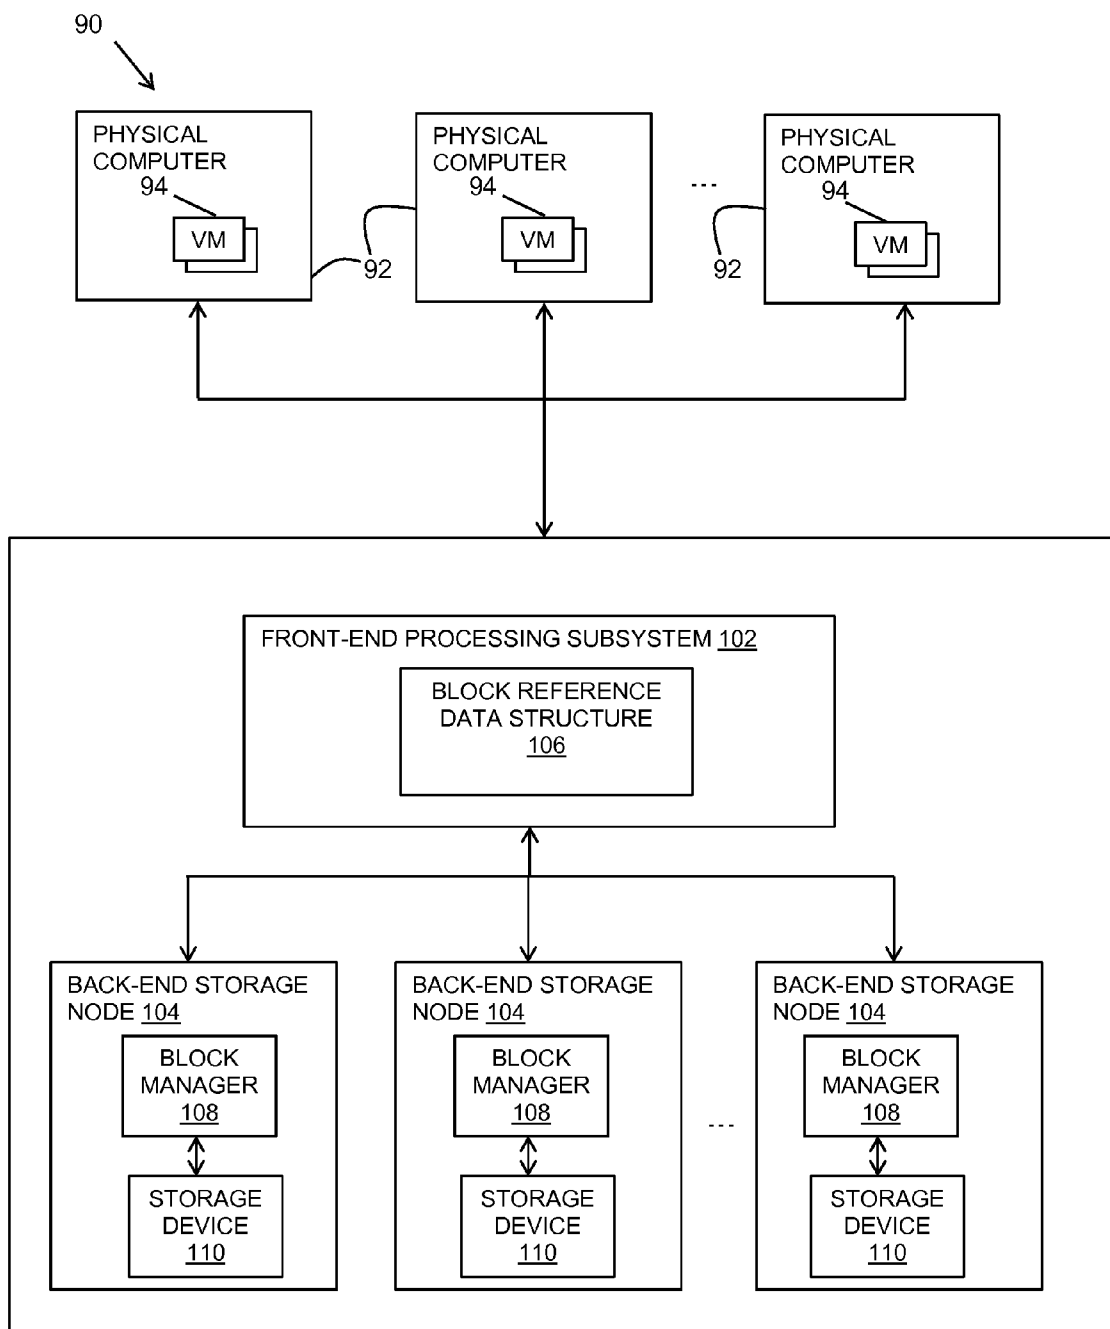 90
PHYSICAL
COMPUTER
94
VM
92
PHYSICAL
COMPUTER
94
VM
...
92
PHYSICAL
COMPUTER
94
VM
FRONT-END PROCESSING SUBSYSTEM 102
BLOCK REFERENCE
DATA STRUCTURE
106
BACK-END STORAGE
NODE 104
BLOCK
MANAGER
108
STORAGE
DEVICE
110
BACK-END STORAGE
NODE 104
BLOCK
MANAGER
108
STORAGE
DEVICE
110
...
BACK-END STORAGE
NODE 104
BLOCK
MANAGER
108
STORAGE
DEVICE
110